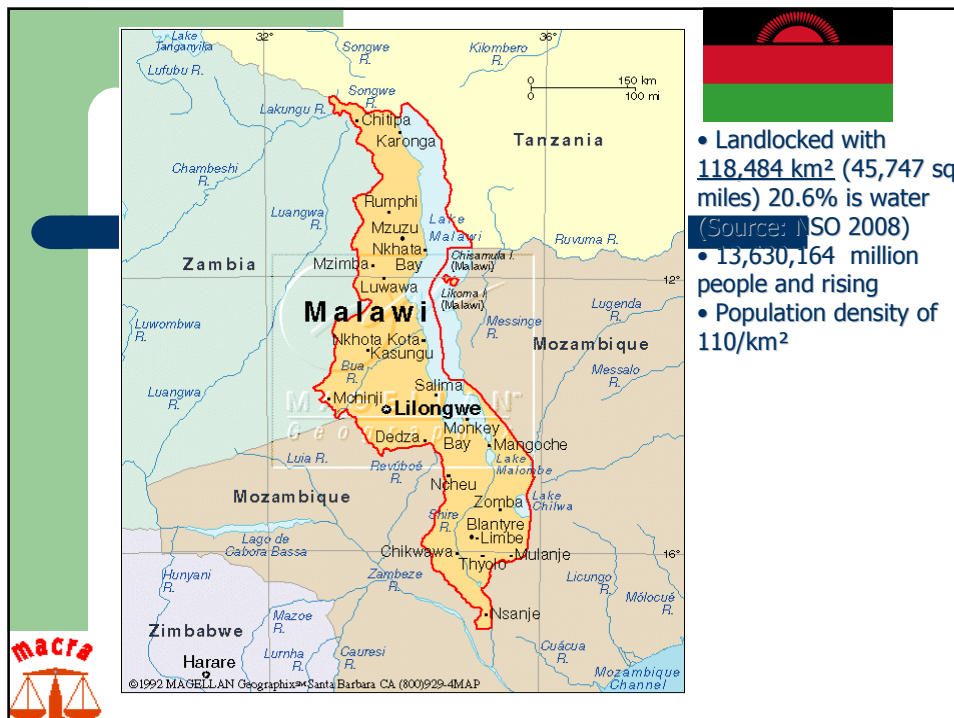 32°
36°
Lake
Tanganyika
Songwe
R.
Kilombero
R.
Lufubu R.
0 150 km
0 100 mi
Songwe
R.
Lakungu R.
Chitipa
Karonga
Tanzania
Chambeshi
R.
Rumphi
Luangwa
R.
Lake
Malawi
Mzuzu
Nkhata
Bay
Ruvuma R.
Zambia
Mzimba
Chisamula I.
(Malawi)
12°
Luwawa
Likoma I.
(Malawi)
Malawi
Lugenda
R.
Luwombwa
R.
Messinge
R.
Nkhota Kota
Kasungu
Mozambique
Bua
R.
Messalo
R.
Luangwa
R.
Salima
Mchinji
MAGELLAN
Geographix
Lilongwe
Monkey
Bay
Dedza
Mangoche
Luia R.
Revúboé
R.
Lake
Malombe
Ncheu
Mozambique
Zomba
Lake
Chilwa
Shire
R.
Blantyre
Limbe
Lago de
Cabora Bassa
Chikwawa
Mulanje
16°
Thyolo
Hunyani
R.
Zambeze
R.
Licungo
R.
Mólocué
R.
Nsanje
Mazoe
R.
Zimbabwe
Cuácua
R.
Harare
Lurnha
R.
Cauresi
R.
Mozambique
Channel
©1992 MAGELLAN Geographix℠ Santa Barbara CA (800)929-4MAP
• Landlocked with
118,484 km² (45,747 sq
miles) 20.6% is water
(Source: NSO 2008)
• 13,630,164 million
people and rising
• Population density of
110/km²
macra